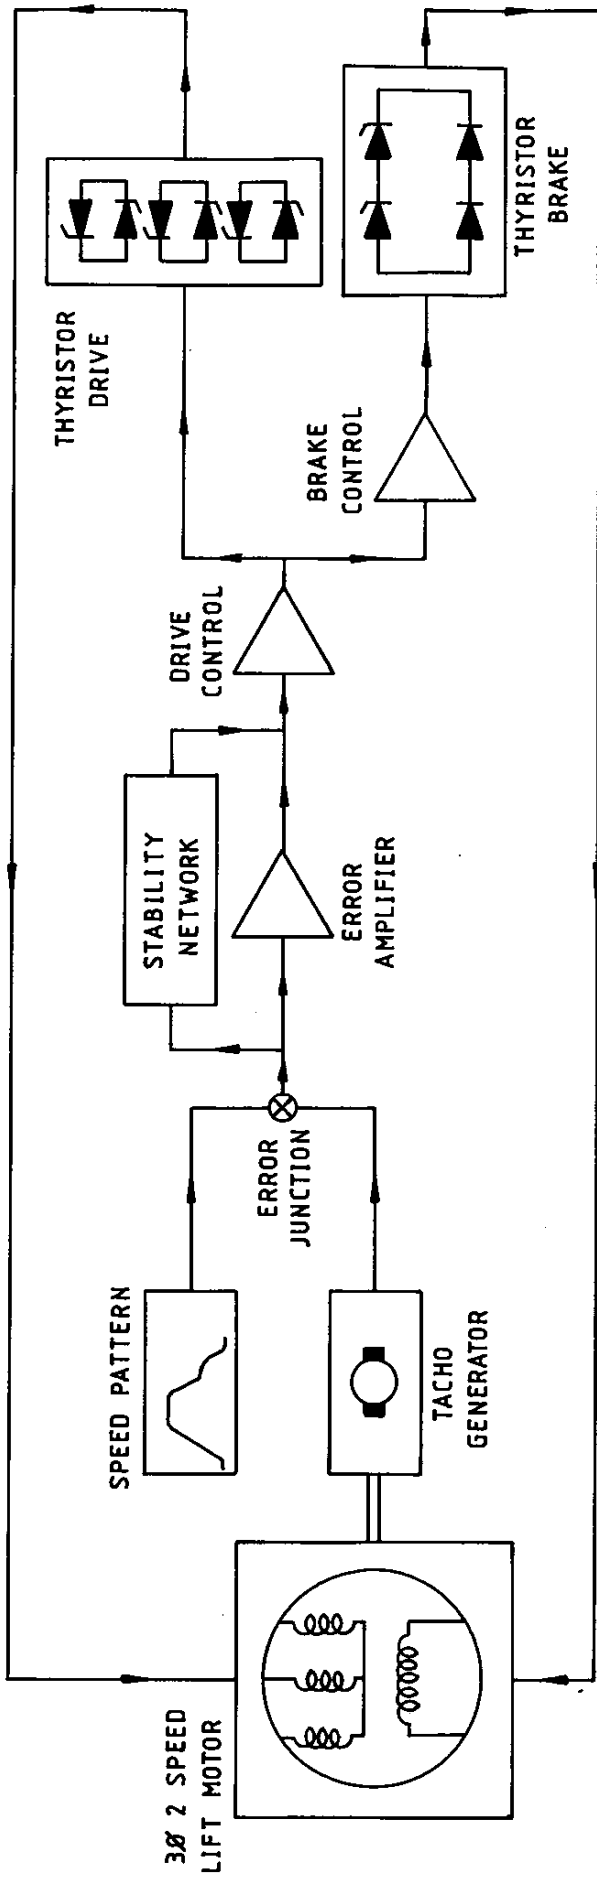 3Ø 2 SPEED
LIFT MOTOR
SPEED PATTERN
TACHO
GENERATOR
ERROR
JUNCTION
STABILITY
NETWORK
ERROR
AMPLIFIER
DRIVE
CONTROL
BRAKE
CONTROL
THYRISTOR
DRIVE
THYRISTOR
BRAKE